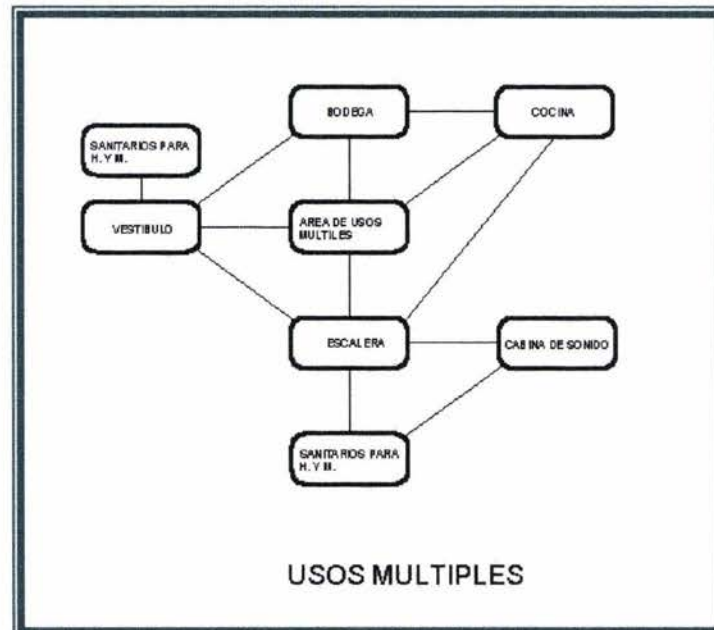 BODEGA
COCINA
SANITARIOS PARA
H. Y M.
VESTIBULO
AREA DE USOS
MULTILES
ESCALERA
CABINA DE SONIDO
SANITARIOS PARA
H. Y M.
USOS MULTIPLES